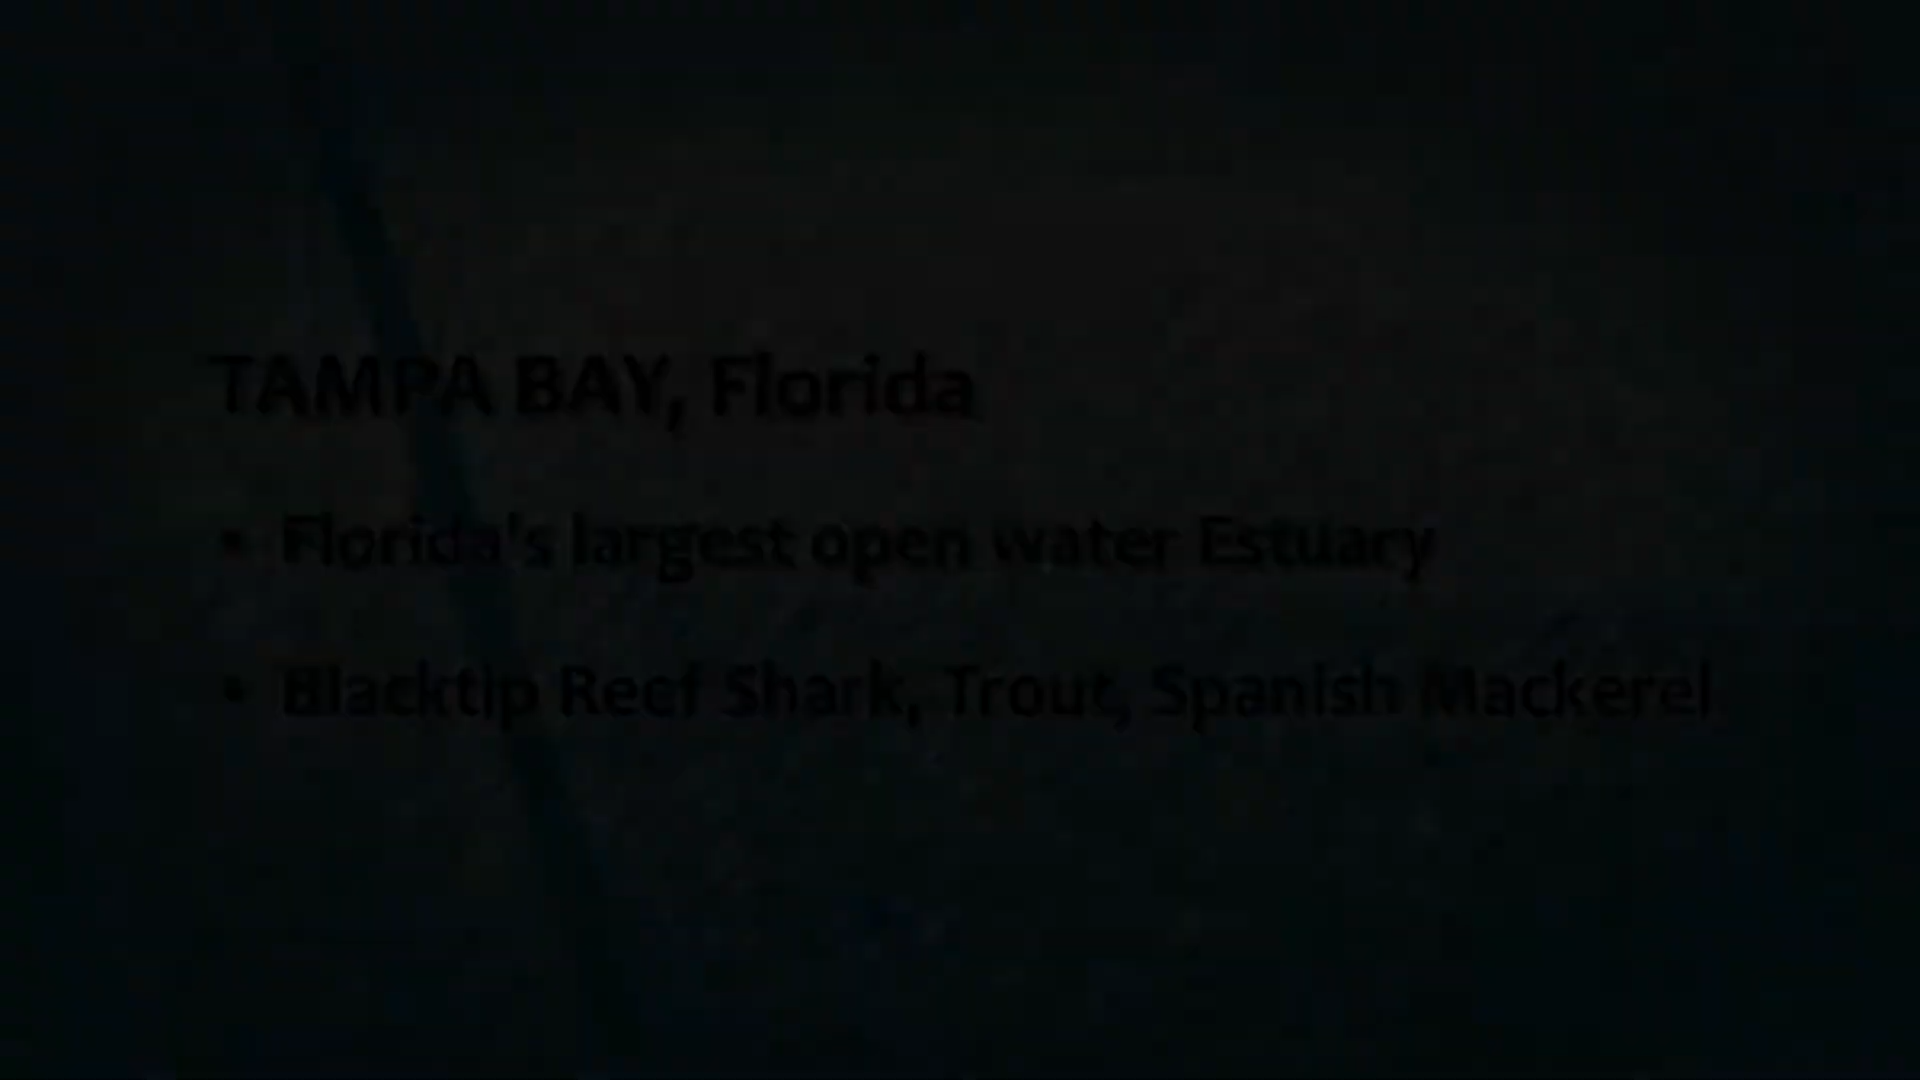 TAMPA BAY, Florida
• Florida's largest open water Estuary
• Blacktip Reef Shark, Trout, Spanish Mackerel